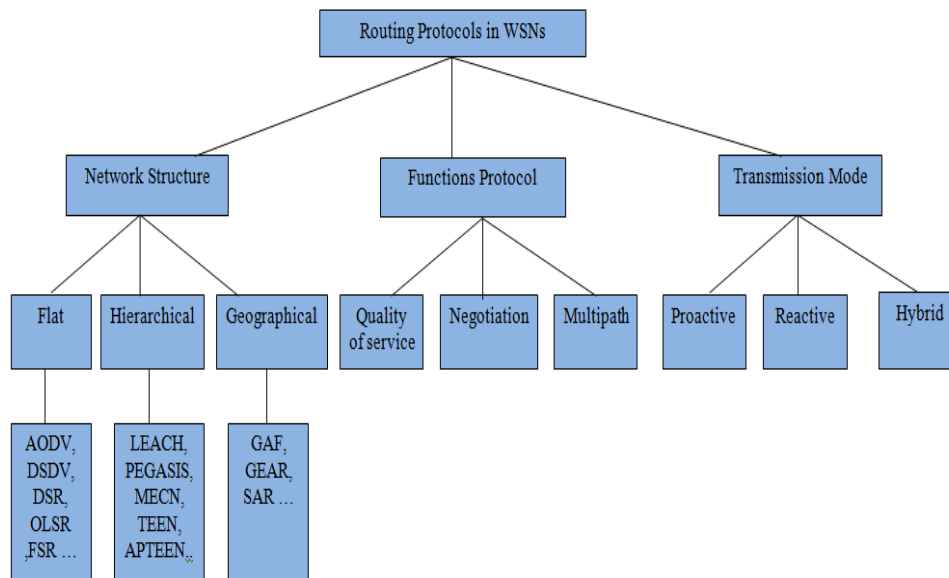 Routing Protocols in WSNs
Network Structure
Functions Protocol
Transmission Mode
Flat
Hierarchical
Geographical
Quality
of service
Negotiation
Multipath
Proactive
Reactive
Hybrid
AODV,
DSDV,
DSR,
OLSR
,FSR ...
LEACH,
PEGASIS,
MECN,
TEEN,
APTEEN,.
GAF,
GEAR,
SAR ...